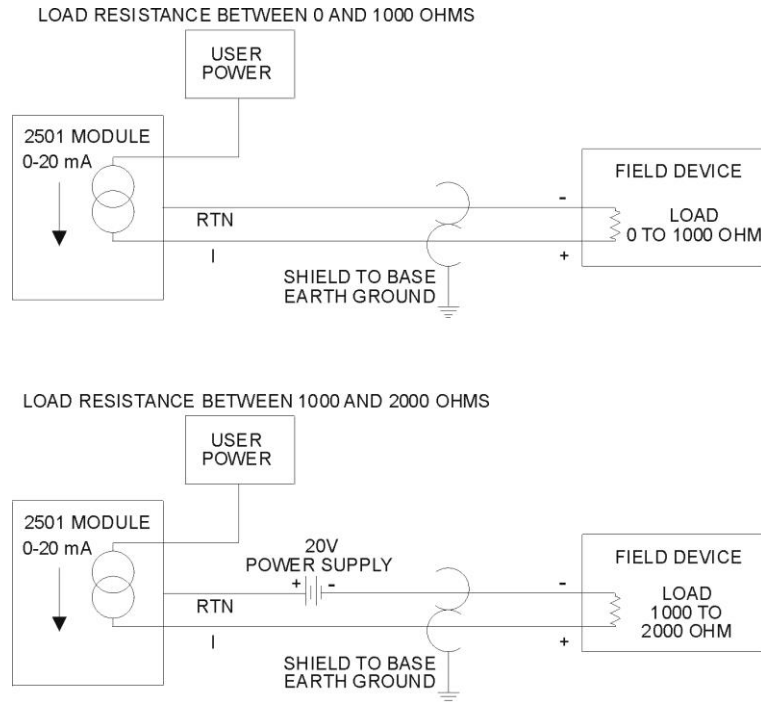 LOAD RESISTANCE BETWEEN 0 AND 1000 OHMS
USER
POWER
2501 MODULE
0-20 mA
FIELD DEVICE
-
RTN
LOAD
0 TO 1000 OHM
I
+
SHIELD TO BASE
EARTH GROUND
LOAD RESISTANCE BETWEEN 1000 AND 2000 OHMS
USER
POWER
2501 MODULE
0-20 mA
20V
POWER SUPPLY
+ -
FIELD DEVICE
-
RTN
LOAD
1000 TO
2000 OHM
I
+
SHIELD TO BASE
EARTH GROUND